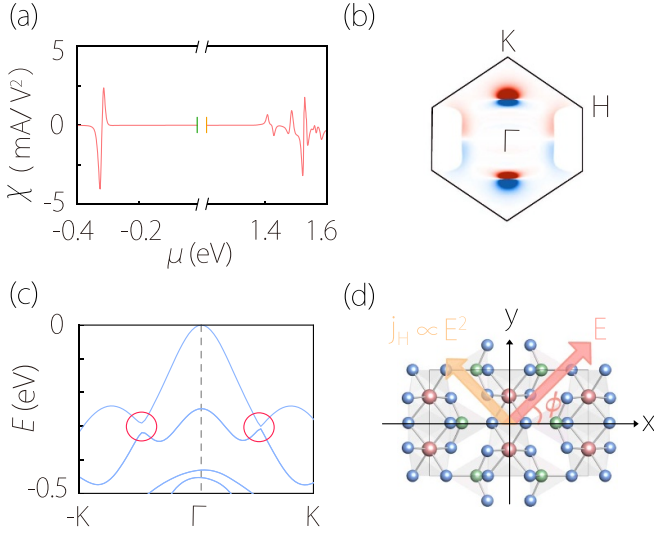 (a)
χ (mA/V²)
5
0
-5
-0.4
-0.2
1.4
1.6
μ(eV)
(b)
K
H
Γ
(c)
E (eV)
0
-0.5
-K
Γ
K
(d)
j_H ∝ E²
y
E
ϕ
x